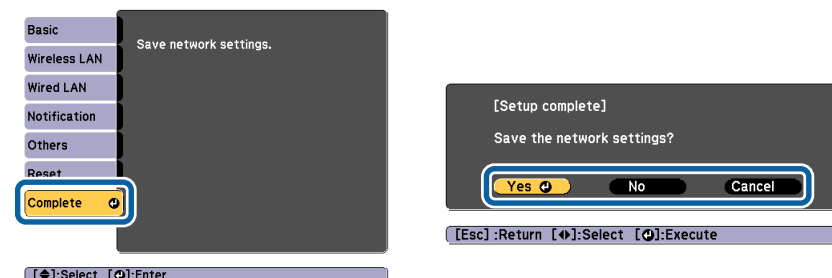 Basic
Save network settings.
Wireless LAN
Wired LAN
Notification
Others
Reset
Complete
[◆]:Select [↵]:Enter
[Setup complete]
Save the network settings?
Yes ↵ No Cancel
[Esc] :Return [◆]:Select [↵]:Execute